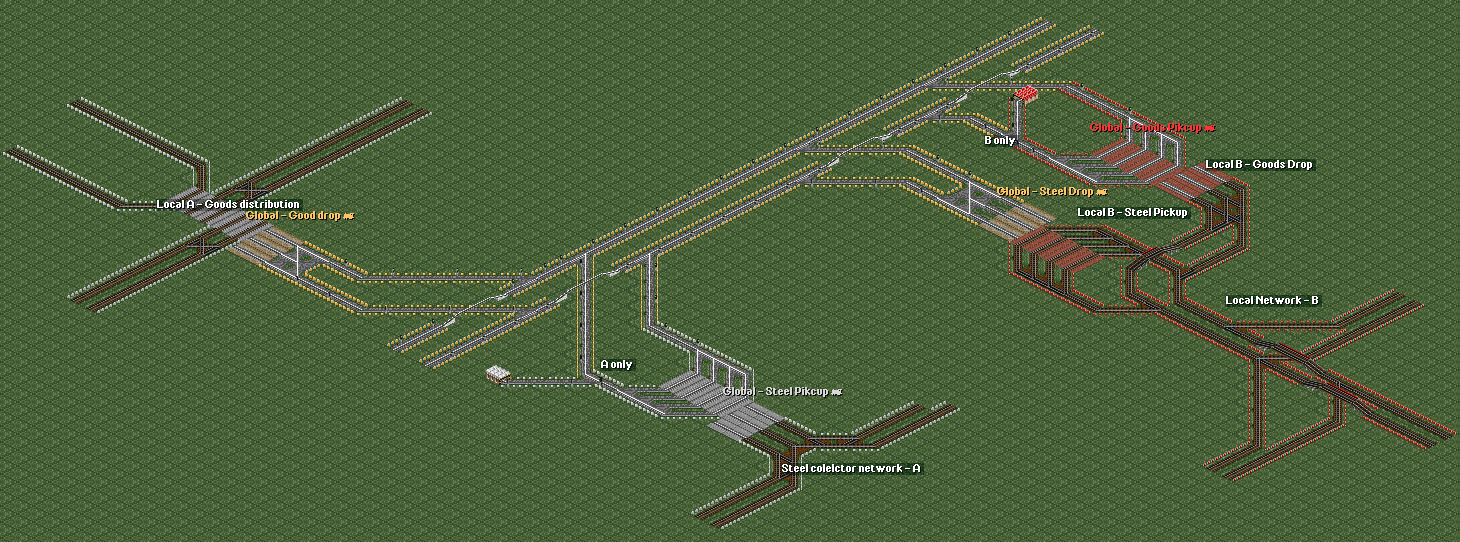 Global - Goods Pikcup
B only
Local B - Goods Drop
Global - Steel Drop
Local A - Goods distribution
Local B - Steel Pickup
Global - Good drop
Local Network - B
A only
Global - Steel Pikcup
Steel colelctor network - A